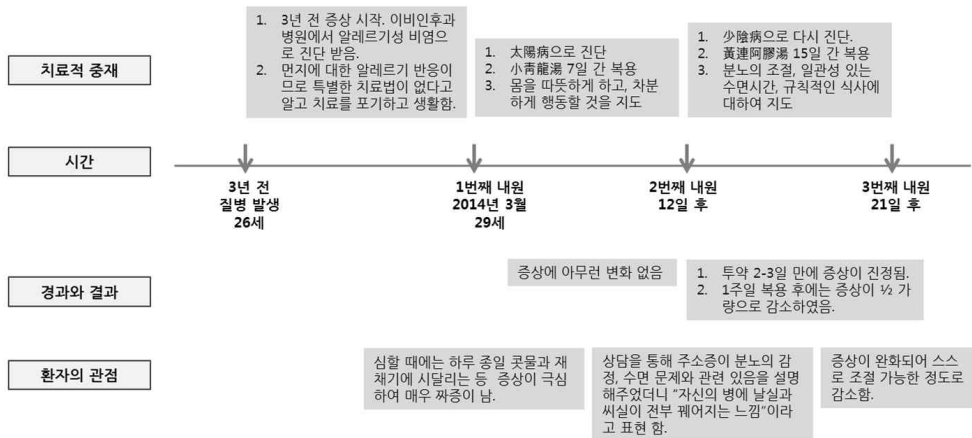 치료적 중재
1. 3년 전 증상 시작. 이비인후과
병원에서 알레르기성 비염으
로 진단 받음.
2. 먼지에 대한 알레르기 반응이
므로 특별한 치료법이 없다고
알고 치료를 포기하고 생활함.
1. 太陽病으로 진단
2. 小靑龍湯 7일 간 복용
3. 몸을 따뜻하게 하고, 차분
하게 행동할 것을 지도
1. 少陰病으로 다시 진단.
2. 黃連阿膠湯 15일 간 복용
3. 분노의 조절, 일관성 있는
수면시간, 규칙적인 식사에
대하여 지도
시간
3년 전
질병 발생
26세
1번째 내원
2014년 3월
29세
2번째 내원
12일 후
3번째 내원
21일 후
경과와 결과
증상에 아무런 변화 없음
1. 투약 2-3일 만에 증상이 진정됨.
2. 1주일 복용 후에는 증상이 ½ 가
량으로 감소하였음.
환자의 관점
심할 때에는 하루 종일 콧물과 재
채기에 시달리는 등 증상이 극심
하여 매우 짜증이 남.
상담을 통해 주소증이 분노의 감
정, 수면 문제와 관련 있음을 설명
해주었더니 “자신의 병에 날실과
씨실이 전부 꿰어지는 느낌”이라
고 표현 함.
증상이 완화되어 스스
로 조절 가능한 정도로
감소함.